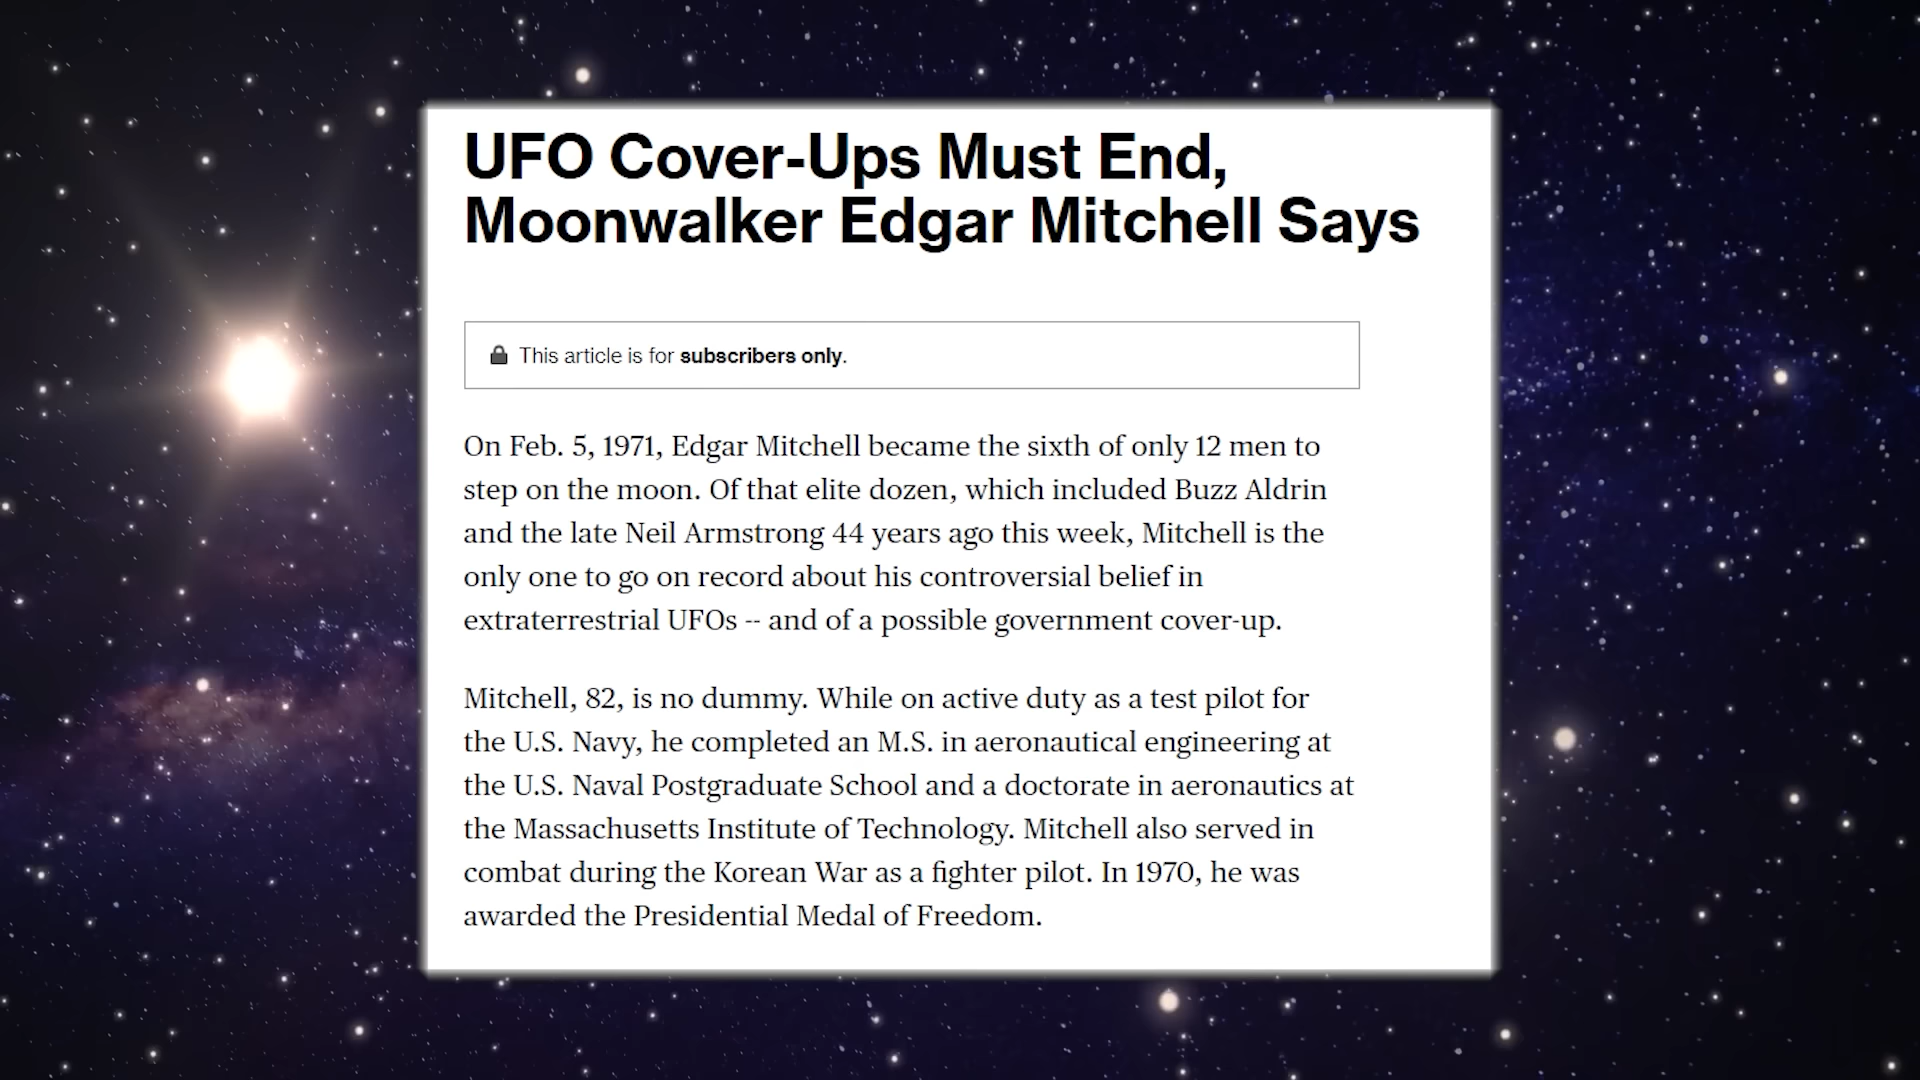 UFO Cover-Ups Must End,
Moonwalker Edgar Mitchell Says
This article is for subscribers only.
On Feb. 5, 1971, Edgar Mitchell became the sixth of only 12 men to
step on the moon. Of that elite dozen, which included Buzz Aldrin
and the late Neil Armstrong 44 years ago this week, Mitchell is the
only one to go on record about his controversial belief in
extraterrestrial UFOs -- and of a possible government cover-up.
Mitchell, 82, is no dummy. While on active duty as a test pilot for
the U.S. Navy, he completed an M.S. in aeronautical engineering at
the U.S. Naval Postgraduate School and a doctorate in aeronautics at
the Massachusetts Institute of Technology. Mitchell also served in
combat during the Korean War as a fighter pilot. In 1970, he was
awarded the Presidential Medal of Freedom.